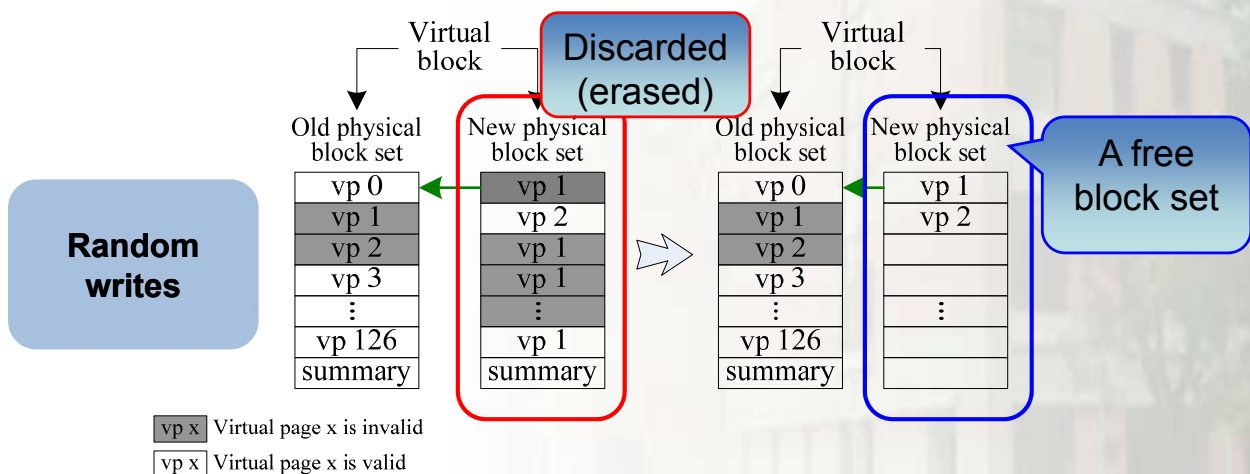 Random
writes
Virtual
block
Discarded
(erased)
Old physical
block set
New physical
block set
vp 0
vp 1
vp 2
vp 3
⋮
vp 126
summary
vp 1
vp 2
vp 1
vp 1
⋮
vp 1
summary
Virtual
block
Old physical
block set
New physical
block set
A free
block set
vp 0
vp 1
vp 2
vp 3
⋮
vp 126
summary
vp 1
vp 2
⋮
vp x Virtual page x is invalid
vp x Virtual page x is valid